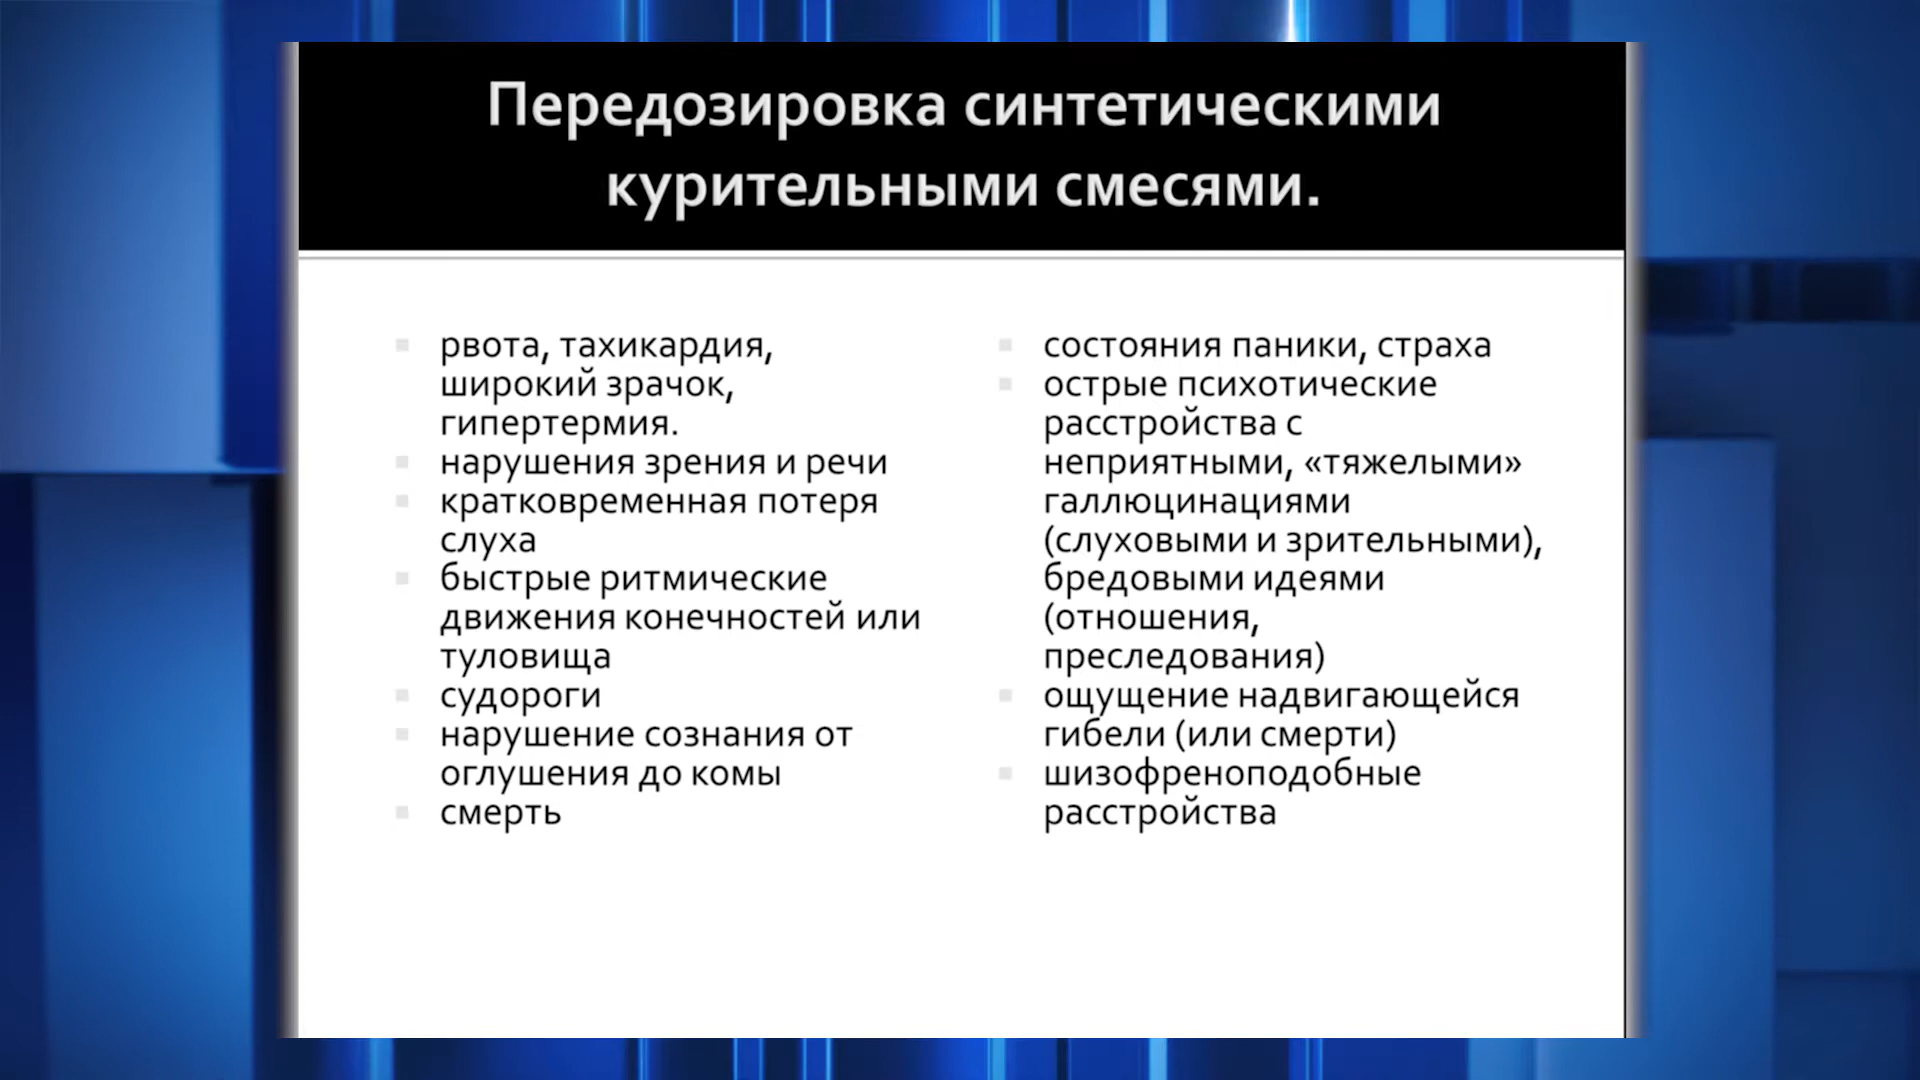 Передозировка синтетическими
курительными смесями.
рвота, тахикардия,
широкий зрачок,
гипертермия.
нарушения зрения и речи
кратковременная потеря
слуха
быстрые ритмические
движения конечностей или
туловища
судороги
нарушение сознания от
оглушения до комы
смерть
состояния паники, страха
острые психотические
расстройства с
неприятными, «тяжелыми»
галлюцинациями
(слуховыми и зрительными),
бредовыми идеями
(отношения,
преследования)
ощущение надвигающейся
гибели (или смерти)
шизофреноподобные
расстройства